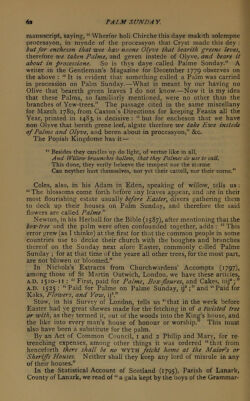 62 PALM SUNDAY.
manuscript, saying, "Wherfor holi Chirche this daye makith solempne
procession, in mynde of the procession that Cryst made this dey;
but for encheson that wee have noone Olyve that bearith greene leves,
therefore we taken Palme, and geven instede of Olyve, and beare it
about in processione. So is thys daye called Palme Sunday." A
writer in the Gentleman's Magazine for December 1779 observes on
the above: "It is evident that something called a Palm was carried
in procession on Palm Sunday.—What is meant by our having no
Olive that beareth green leaves I do not know.—Now it is my idea
that these Palms, so familiarly mentioned, were no other than the
branches of Yew-trees." The passage cited in the same miscellany
for March 1780, from Caxton's Directions for keeping Feasts all the
Year, printed in 1483, is decisive: "but for encheson that we have
non Olyve that bereth grene leef, algate therfore we take Ewe instede
of Palme and Olyve, and beren about in procession," &c.
The Popish Kingdome has it—
"Besides they candles up do light, of vertue like in all,
And Willow braunches hallow, that they Palmes do use to call.
This done, they verily beleeve the tempest nor the storme
Can neyther hurt themselves, nor yet their cattell, nor their corne."
Coles, also, in his Adam in Eden, speaking of willow, tells us:
"The blossoms come forth before any leaves appear, and are in their
most flourishing estate usually before Easter, divers gathering them
to deck up their houses on Palm Sunday, and therefore the said
flowers are called Palme."
Newton, in his Herball for the Bible (1587), after mentioning that the
box-tree and the palm were often confounded together, adds: "This
error grew (as I thinke) at the first for that the common people in some
countries use to decke their church with the boughes and branches
thereof on the Sunday next afore Easter, commonly called Palme
Sunday; for at that time of the yeare all other trees, for the most part,
are not blowen or bloomed."
In Nichols's Extracts from Churchwardens' Accompts (1797),
among those of St Martin Outwich, London, we have these articles,
A.D. 1510-11: "First, paid for Palme, Box-floures, and Cakes, iiijd;"
A.D. 1525: "Paid for Palme on Palme Sunday, ijd;" and "Paid for
Kaks, Flowers, and Yow, ijd."
Stow, in his Survey of London, tells us "that in the week before
Easter had ye great shewes made for the fetching in of a twisted tree
or with, as they termed it, out of the woods into the King's house, and
the like into every man's house of honour or worship." This must
also have been a substitute for the palm.
By an Act of Common Council, 1 and 2 Philip and Mary, for re-
trenching expenses, among other things it was ordered "that from
henceforth there shall be no WYTH fetcht home at the Maior's or
Sheriffs Houses. Neither shall they keep any lord of misrule in any
of their houses."
In the Statistical Account of Scotland (1795), Parish of Lanark,
County of Lanark, we read of "a gala kept by the boys of the Grammar-